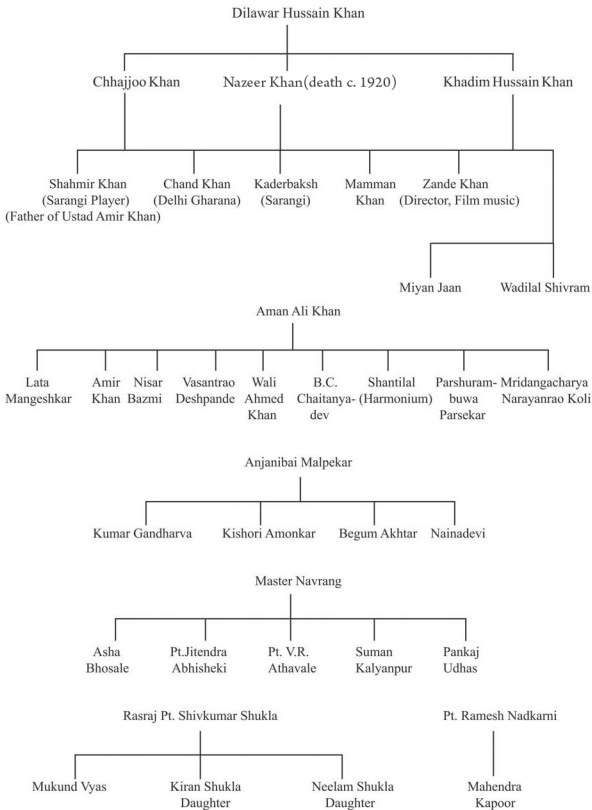 Dilawar Hussain Khan
Chhajjoo Khan Nazeer Khan(death c. 1920) Khadim Hussain Khan
Shahmir Khan
(Sarangi Player)
(Father of Ustad Amir Khan)
Chand Khan
(Delhi Gharana)
Kaderbaksh
(Sarangi)
Mamman
Khan
Zande Khan
(Director, Film music)
Miyan Jaan Wadilal Shivram
Aman Ali Khan
Lata
Mangeshkar
Amir
Khan
Nisar
Bazmi
Vasantrao
Deshpande
Wali
Ahmed
Khan
B.C.
Chaitanya-
dev
Shantilal
(Harmonium)
Parshuram-
buwa
Parsekar
Mridangacharya
Narayanrao Koli
Anjanibai Malpekar
Kumar Gandharva Kishori Amonkar Begum Akhtar Nainadevi
Master Navrang
Asha
Bhosale
Pt.Jitendra
Abhisheki
Pt. V.R.
Athavale
Suman
Kalyanpur
Pankaj
Udhas
Rasraj Pt. Shivkumar Shukla
Mukund Vyas
Kiran Shukla
Daughter
Neelam Shukla
Daughter
Pt. Ramesh Nadkarni
Mahendra
Kapoor